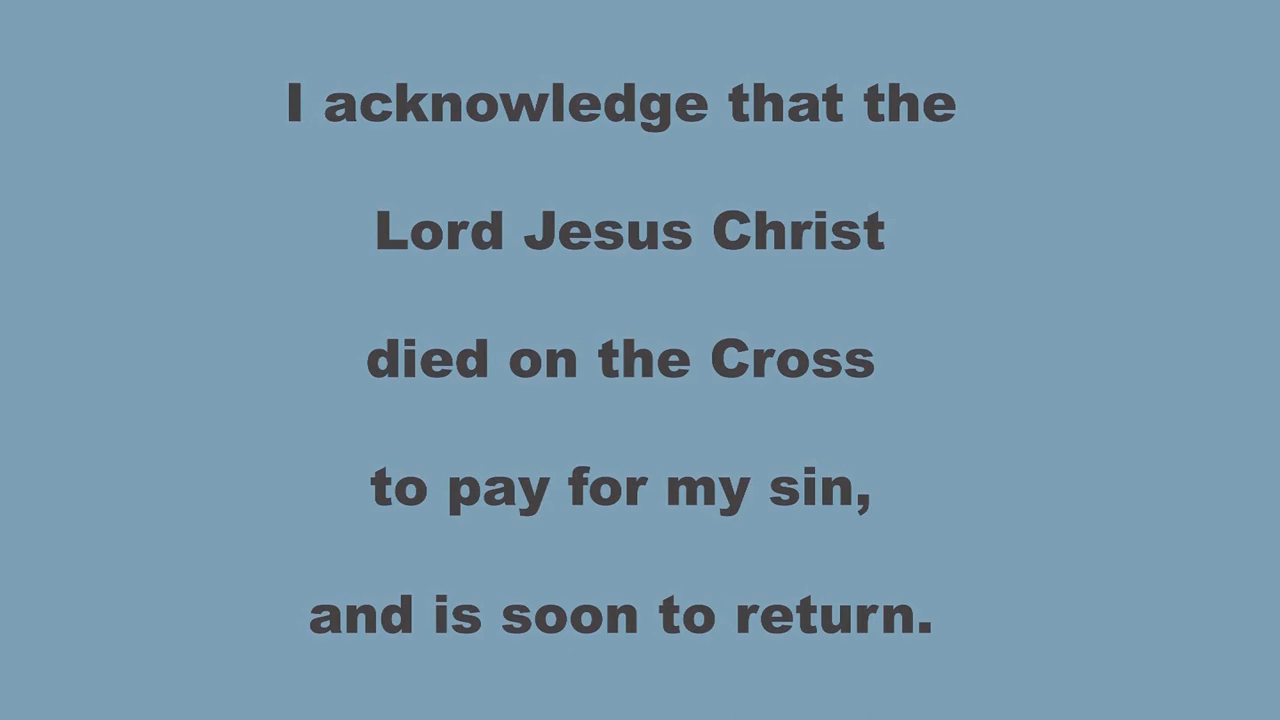 I acknowledge that the
Lord Jesus Christ
died on the Cross
to pay for my sin,
and is soon to return.